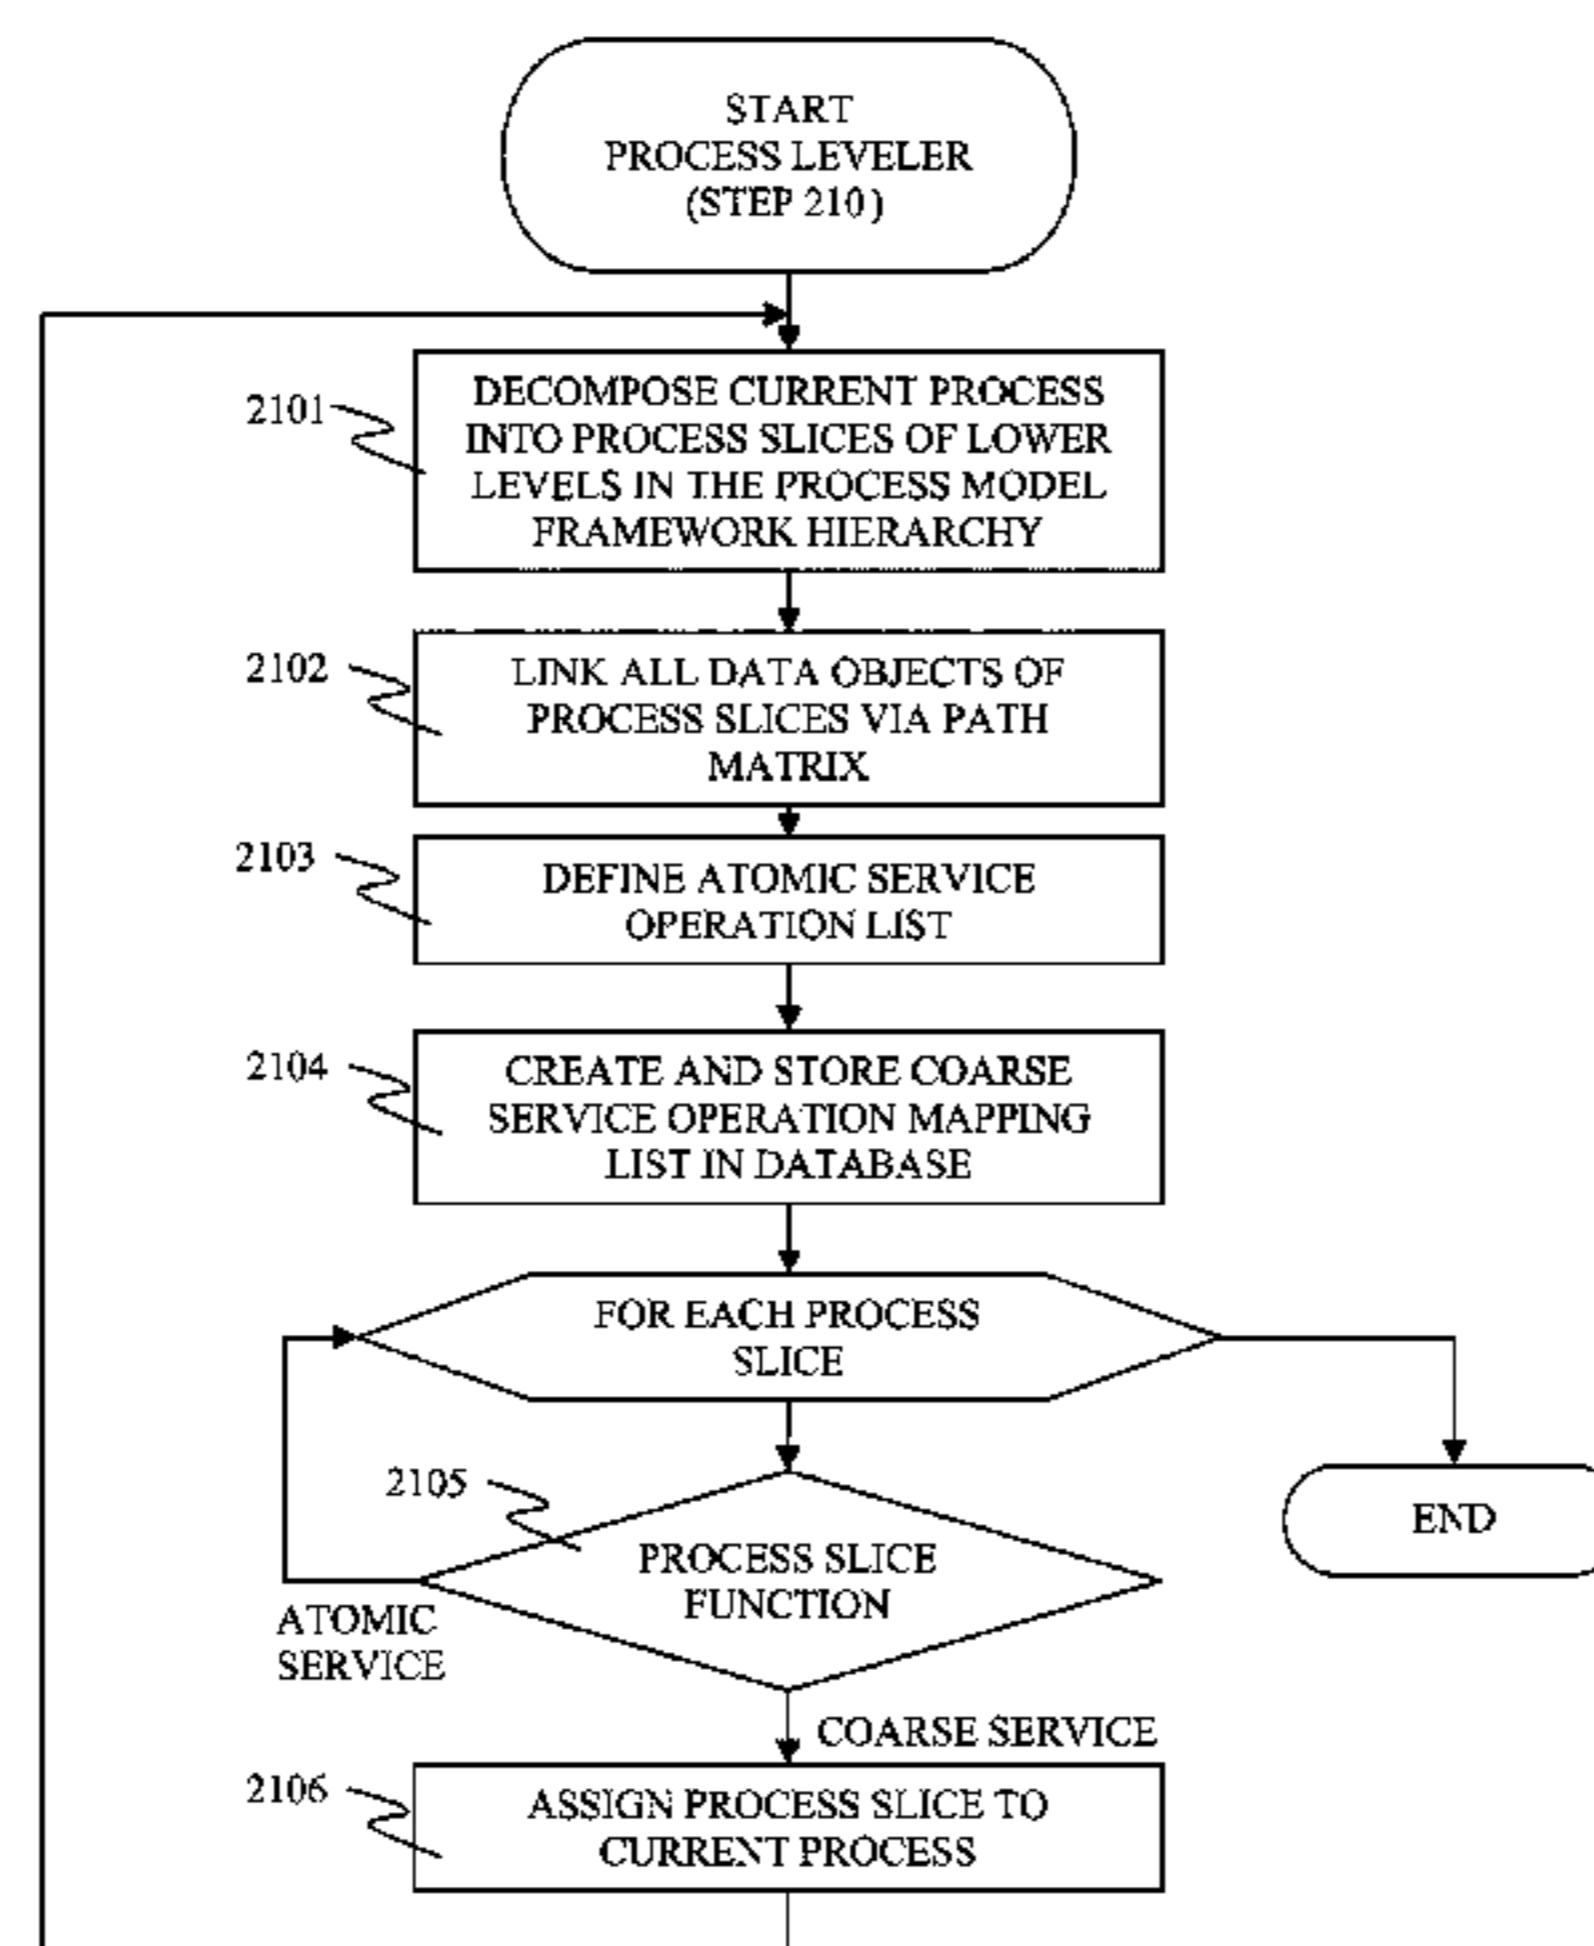 START
PROCESS LEVELER
(STEP 210)
2101
DECOMPOSE CURRENT PROCESS
INTO PROCESS SLICES OF LOWER
LEVELS IN THE PROCESS MODEL
FRAMEWORK HIERARCHY
2102
LINK ALL DATA OBJECTS OF
PROCESS SLICES VIA PATH
MATRIX
2103
DEFINE ATOMIC SERVICE
OPERATION LIST
2104
CREATE AND STORE COARSE
SERVICE OPERATION MAPPING
LIST IN DATABASE
FOR EACH PROCESS
SLICE
2105
PROCESS SLICE
FUNCTION
END
ATOMIC
SERVICE
COARSE SERVICE
2106
ASSIGN PROCESS SLICE TO
CURRENT PROCESS